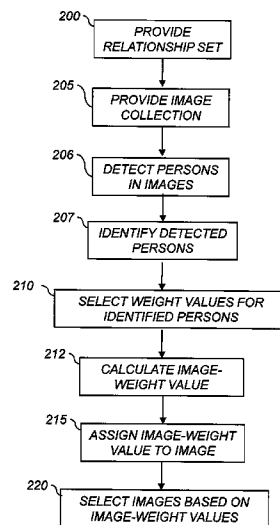 200
PROVIDE
RELATIONSHIP SET
205
PROVIDE IMAGE
COLLECTION
206
DETECT PERSONS
IN IMAGES
207
IDENTIFY DETECTED
PERSONS
210
SELECT WEIGHT VALUES FOR
IDENTIFIED PERSONS
212
CALCULATE IMAGE-
WEIGHT VALUE
215
ASSIGN IMAGE-WEIGHT
VALUE TO IMAGE
220
SELECT IMAGES BASED ON
IMAGE-WEIGHT VALUES